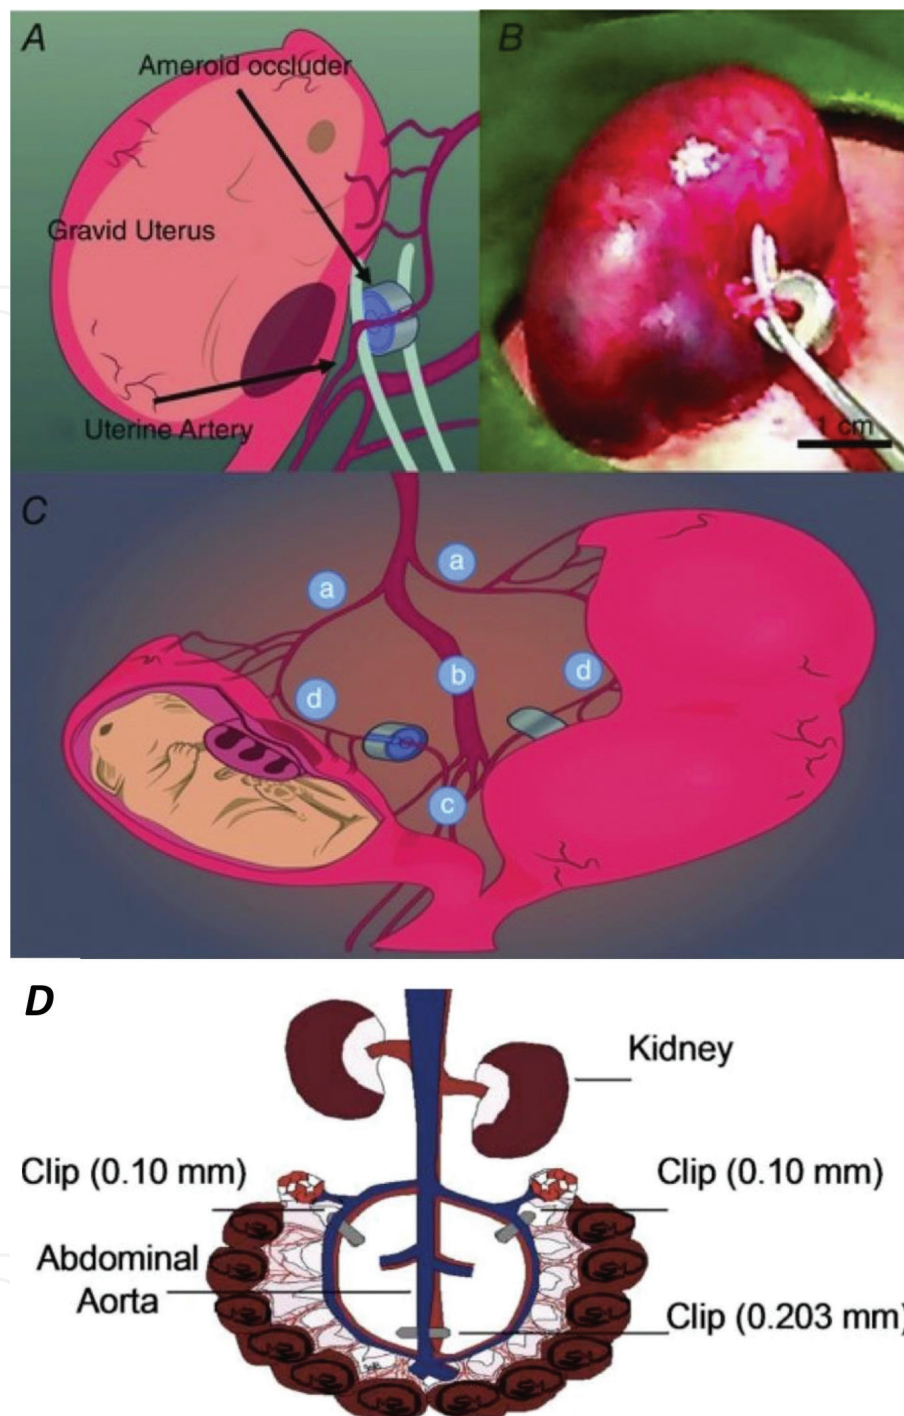 A
Ameroid occluder
Gravid Uterus
Uterine Artery
B
1 cm
C
a
a
b
d
d
c
D
Kidney
Clip (0.10 mm)
Clip (0.10 mm)
Abdominal
Aorta
Clip (0.203 mm)